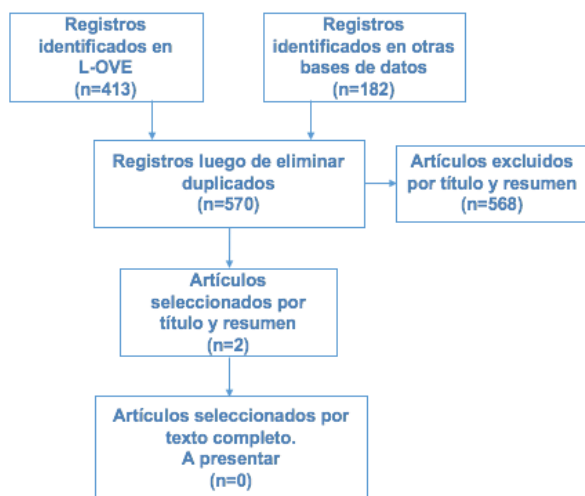 Registros
identificados en
L-OVE
(n=413)
Registros
identificados en otras
bases de datos
(n=182)
Registros luego de eliminar
duplicados
(n=570)
Artículos excluidos
por título y resumen
(n=568)
Artículos
seleccionados por
título y resumen
(n=2)
Artículos seleccionados por
texto completo.
A presentar
(n=0)